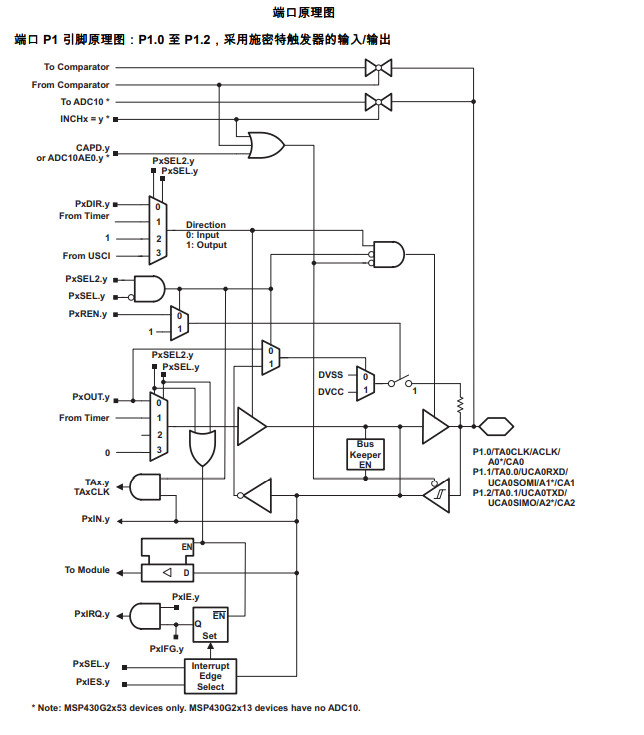 端口原理图
端口 P1 引脚原理图：P1.0 至 P1.2，采用施密特触发器的输入/输出
To Comparator
From Comparator
To ADC10 *
INCHx = y *
CAPD.y
or ADC10AE0.y *
PxSEL2.y
PxSEL.y
PxDIR.y
0
From Timer
1
Direction
0: Input
1: Output
1
2
From USCI
3
PxSEL2.y
PxSEL.y
PxREN.y
0
1
1
0
1
PxSEL2.y
PxSEL.y
DVSS
0
DVCC
1
1
PxOUT.y
0
From Timer
1
2
0
3
Bus
Keeper
EN
P1.0/TA0CLK/ACLK/
A0*/CA0
P1.1/TA0.0/UCA0RXD/
UCA0SOMI/A1*/CA1
P1.2/TA0.1/UCA0TXD/
UCA0SIMO/A2*/CA2
TAx.y
TAxCLK
PxIN.y
EN
To Module
D
PxIE.y
PxIRQ.y
EN
Q
Set
PxIFG.y
PxSEL.y
PxIES.y
Interrupt
Edge
Select
* Note: MSP430G2x53 devices only. MSP430G2x13 devices have no ADC10.